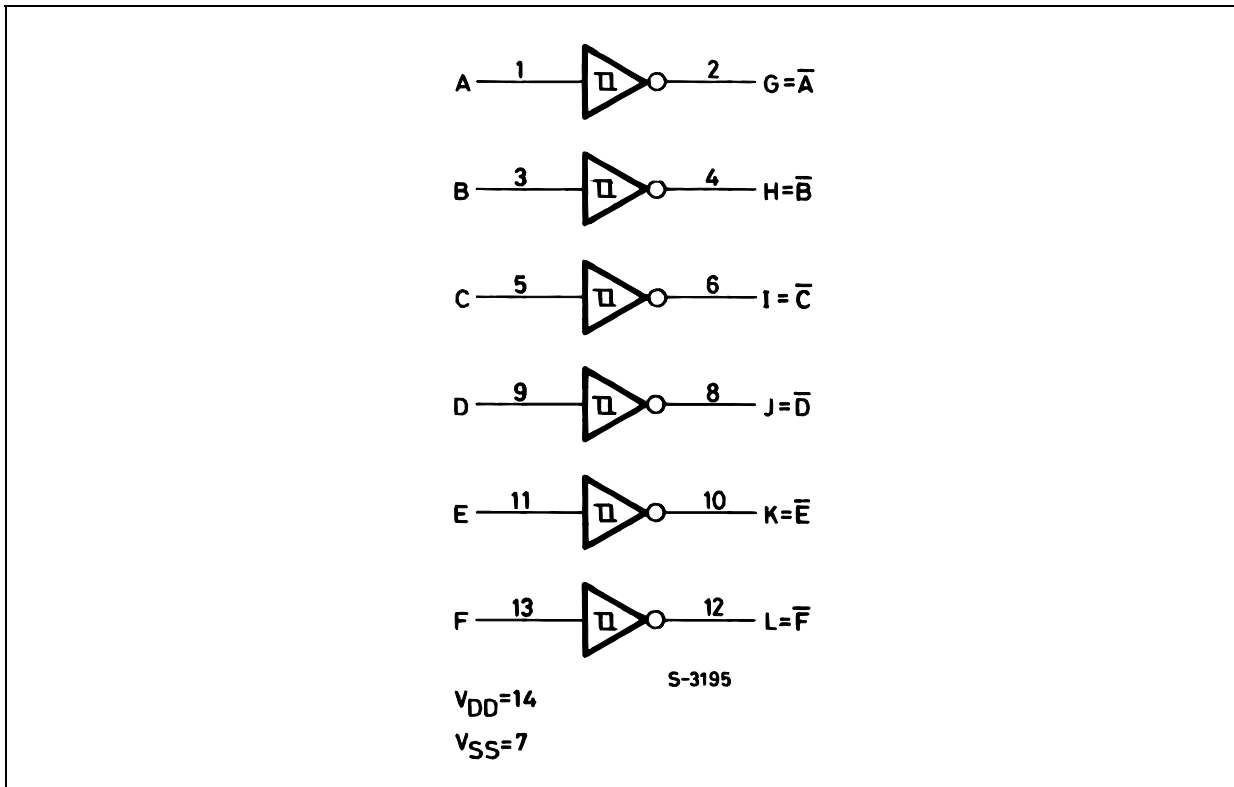 A 1 2 G=A̅
B 3 4 H=B̅
C 5 6 I=C̅
D 9 8 J=D̅
E 11 10 K=E̅
F 13 12 L=F̅
S-3195
VDD=14
VSS=7